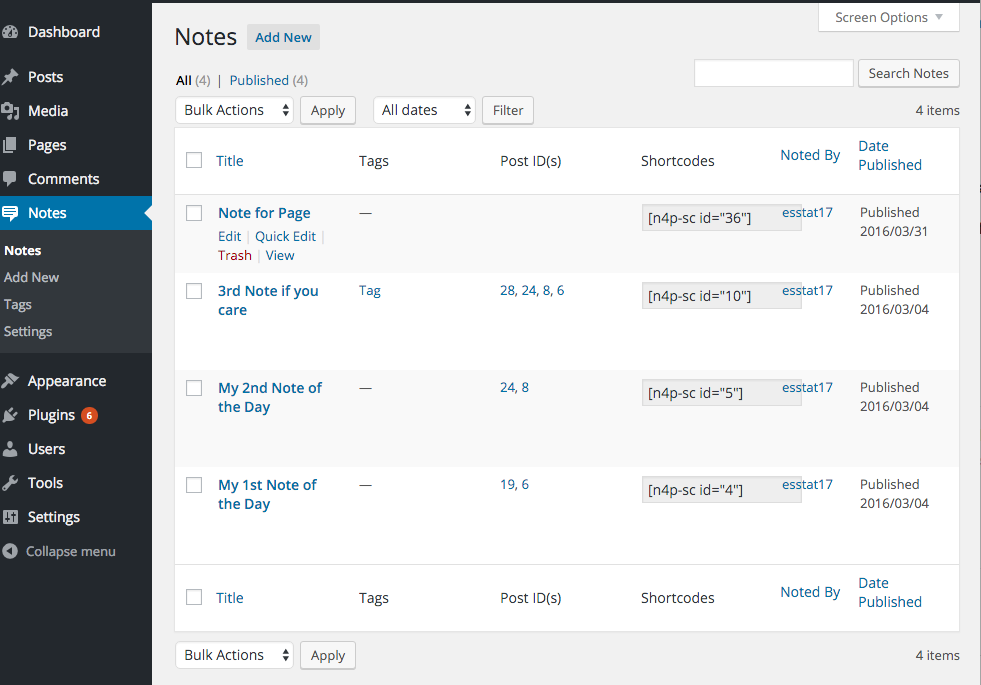 Dashboard
Posts
Media
Pages
Comments
Notes
Notes
Add New
Tags
Settings
Appearance
Plugins 6
Users
Tools
Settings
Collapse menu
Screen Options
Notes Add New
All (4) | Published (4)
Search Notes
Bulk Actions Apply All dates Filter 4 items
Title Tags Post ID(s) Shortcodes Noted By Date Published
Note for Page — [n4p-sc id="36"] esstat17 Published
2016/03/31
Edit | Quick Edit |
Trash | View
3rd Note if you Tag 28, 24, 8, 6 [n4p-sc id="10"] esstat17 Published
care 2016/03/04
My 2nd Note of — 24, 8 [n4p-sc id="5"] esstat17 Published
the Day 2016/03/04
My 1st Note of — 19, 6 [n4p-sc id="4"] esstat17 Published
the Day 2016/03/04
Title Tags Post ID(s) Shortcodes Noted By Date Published
Bulk Actions Apply 4 items